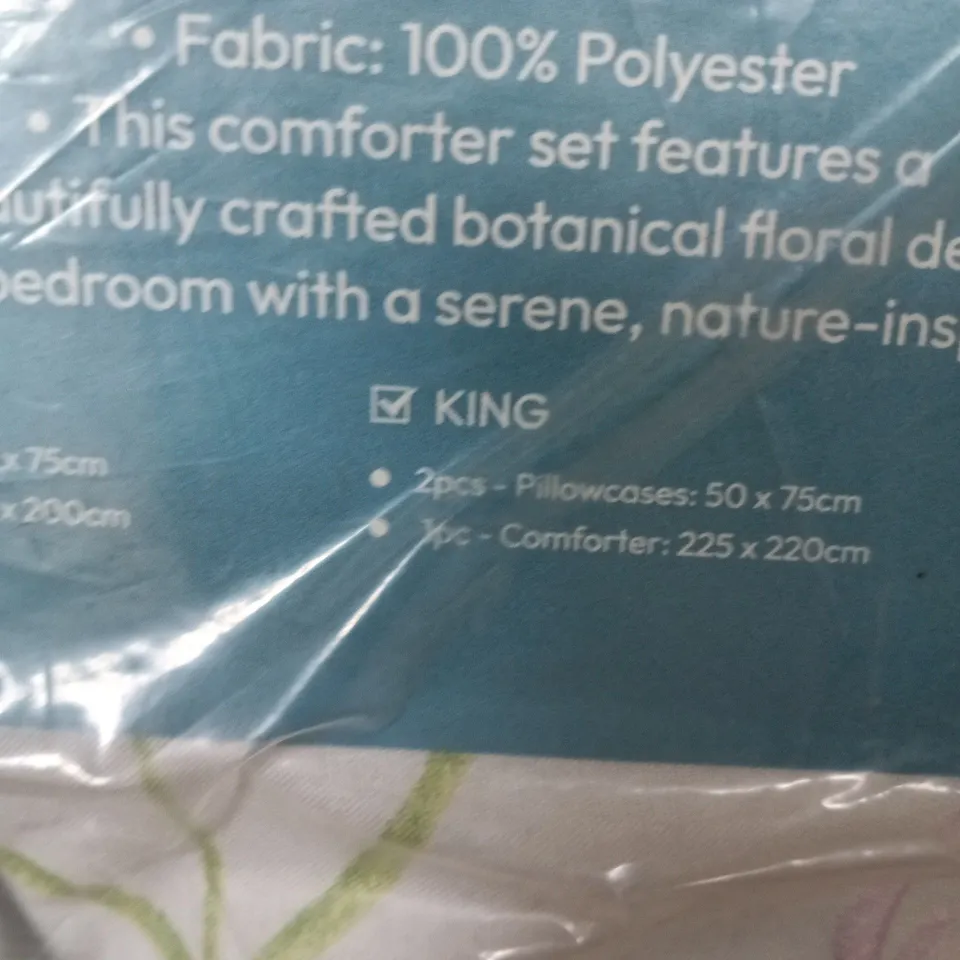 • Fabric: 100% Polyester
• This comforter set features a
utifully crafted botanical floral de
bedroom with a serene, nature-ins
☑ KING
x 75cm
• 2pcs - Pillowcases: 50 x 75cm
x 200cm
• 1pc - Comforter: 225 x 220cm